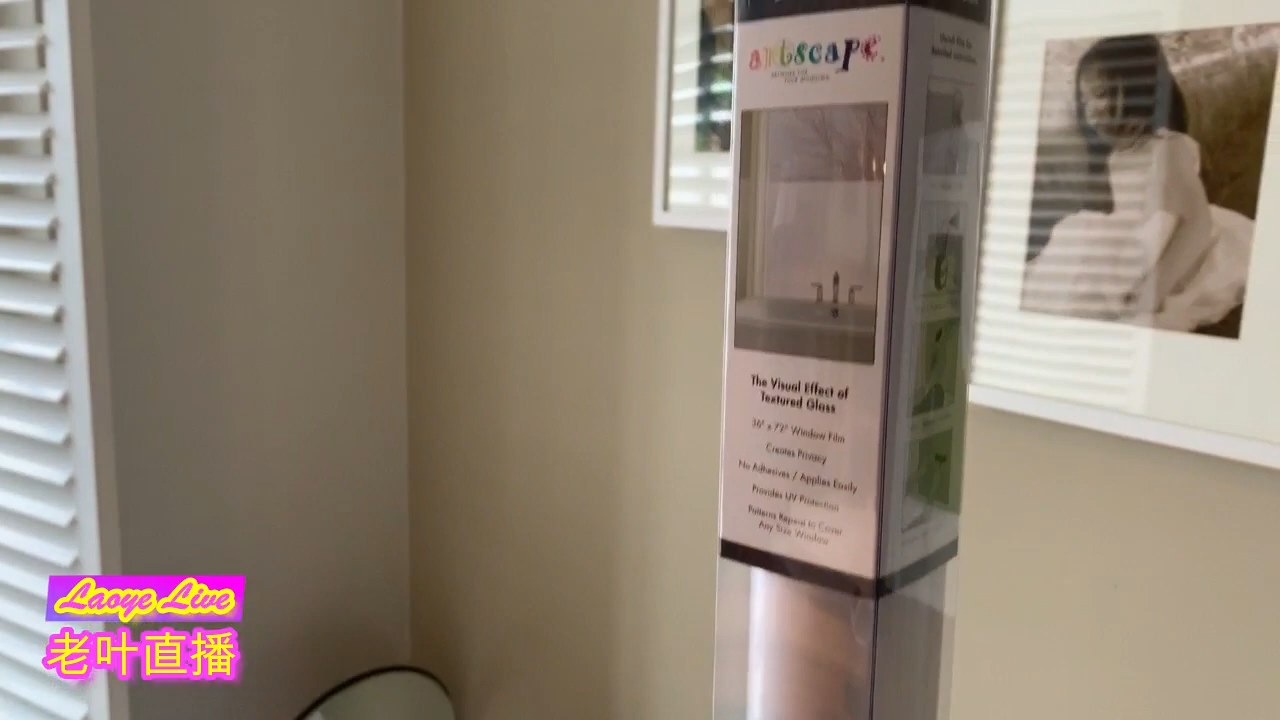 artscape
The Visual Effect of
Textured Glass
36" x 72" Window Film
Creates Privacy
No Adhesives / Applies Easily
Provides UV Protection
Patterns Repeat to Cover
Any Size Window
Laoye Live
老叶直播